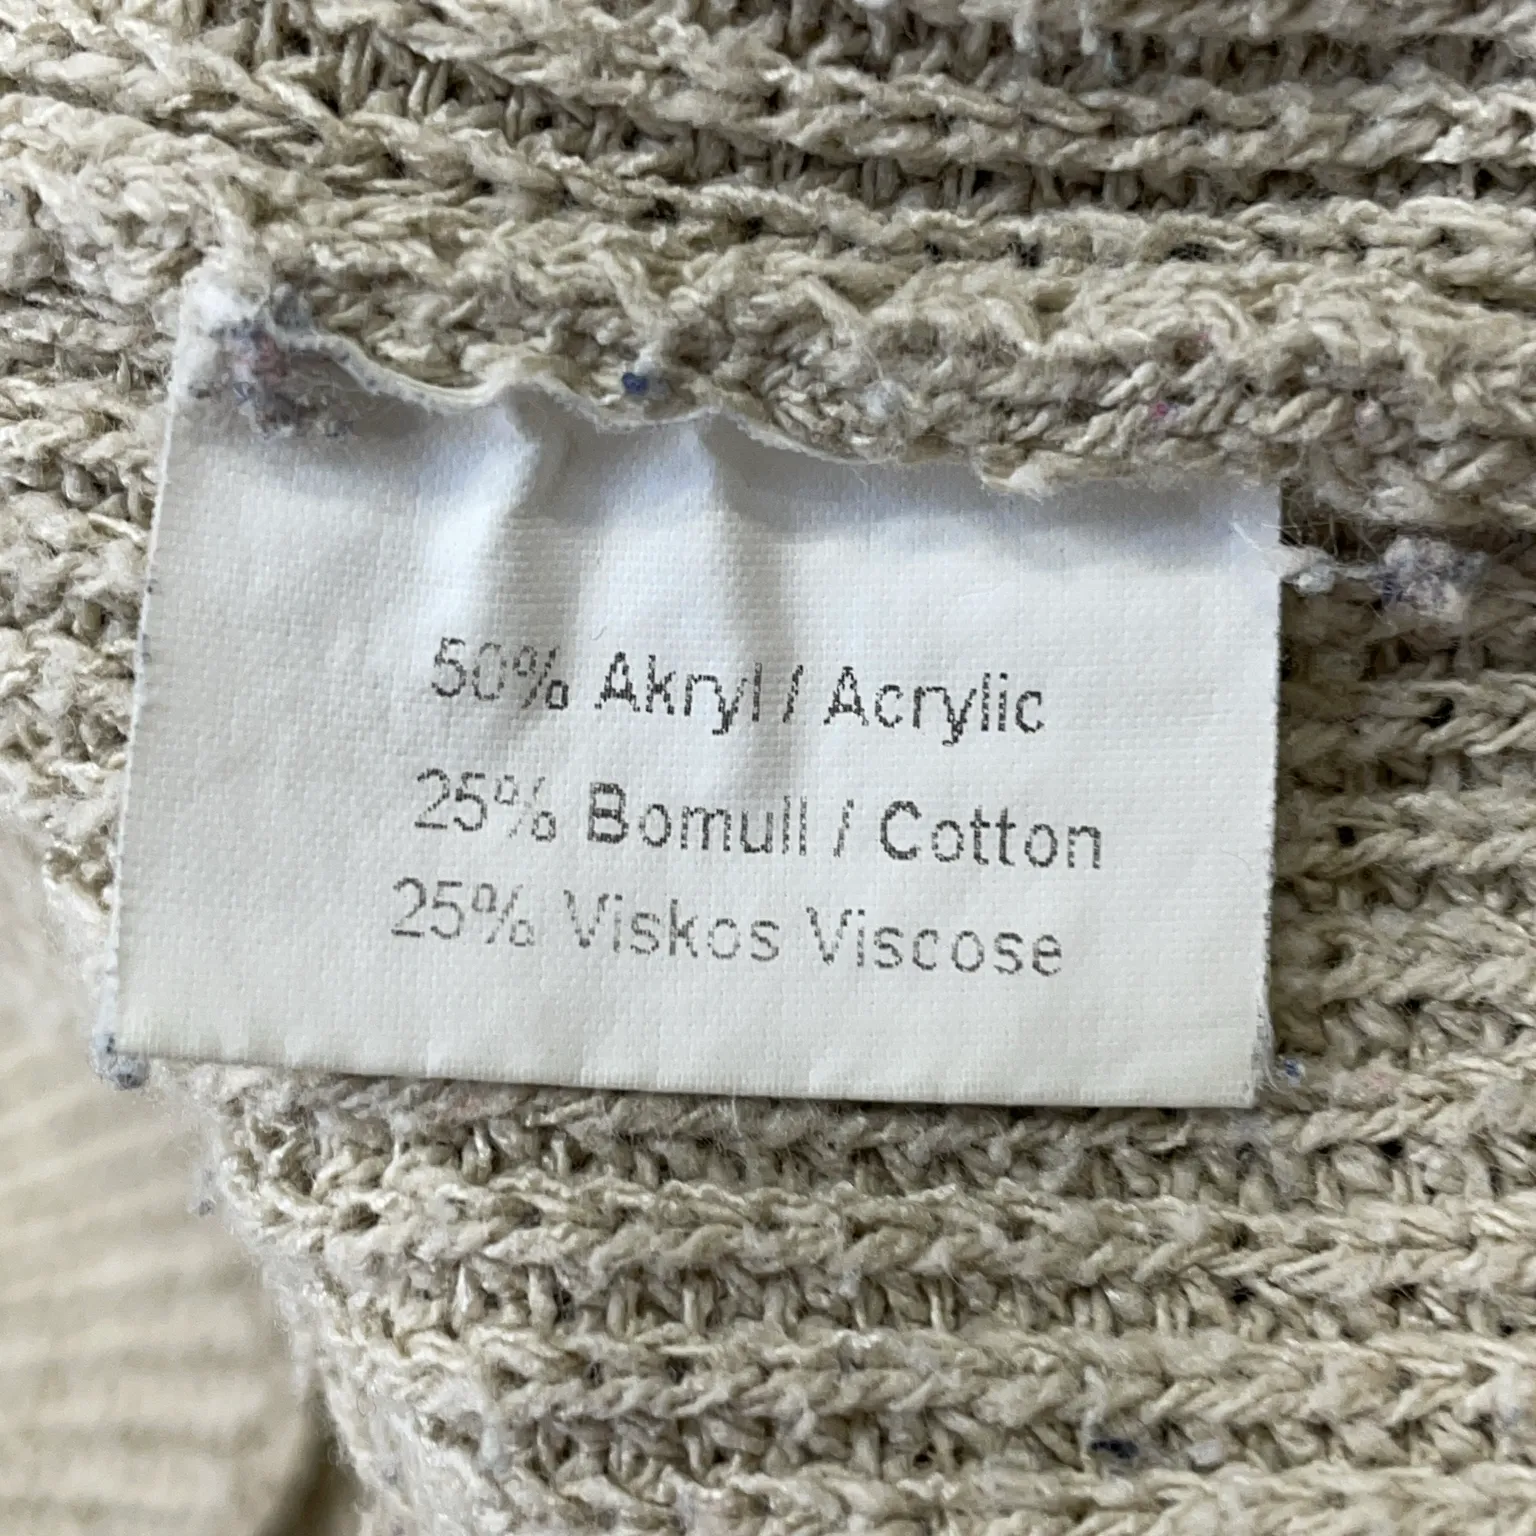 50% Akryl / Acrylic
25% Bomull / Cotton
25% Viskos Viscose